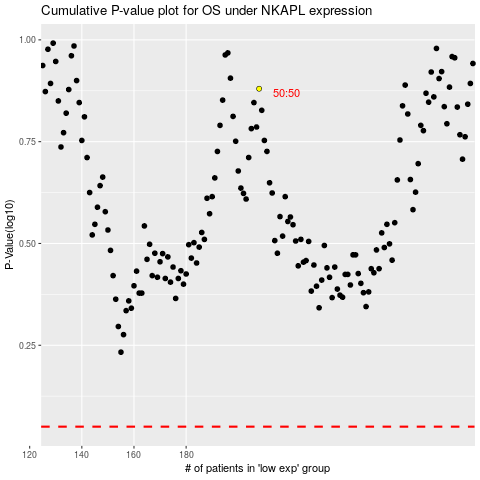 Cumulative P-value plot for OS under NKAPL expression
P-Value(log10)
1.00
0.75
0.50
0.25
50:50
120 140 160 180
# of patients in 'low exp' group